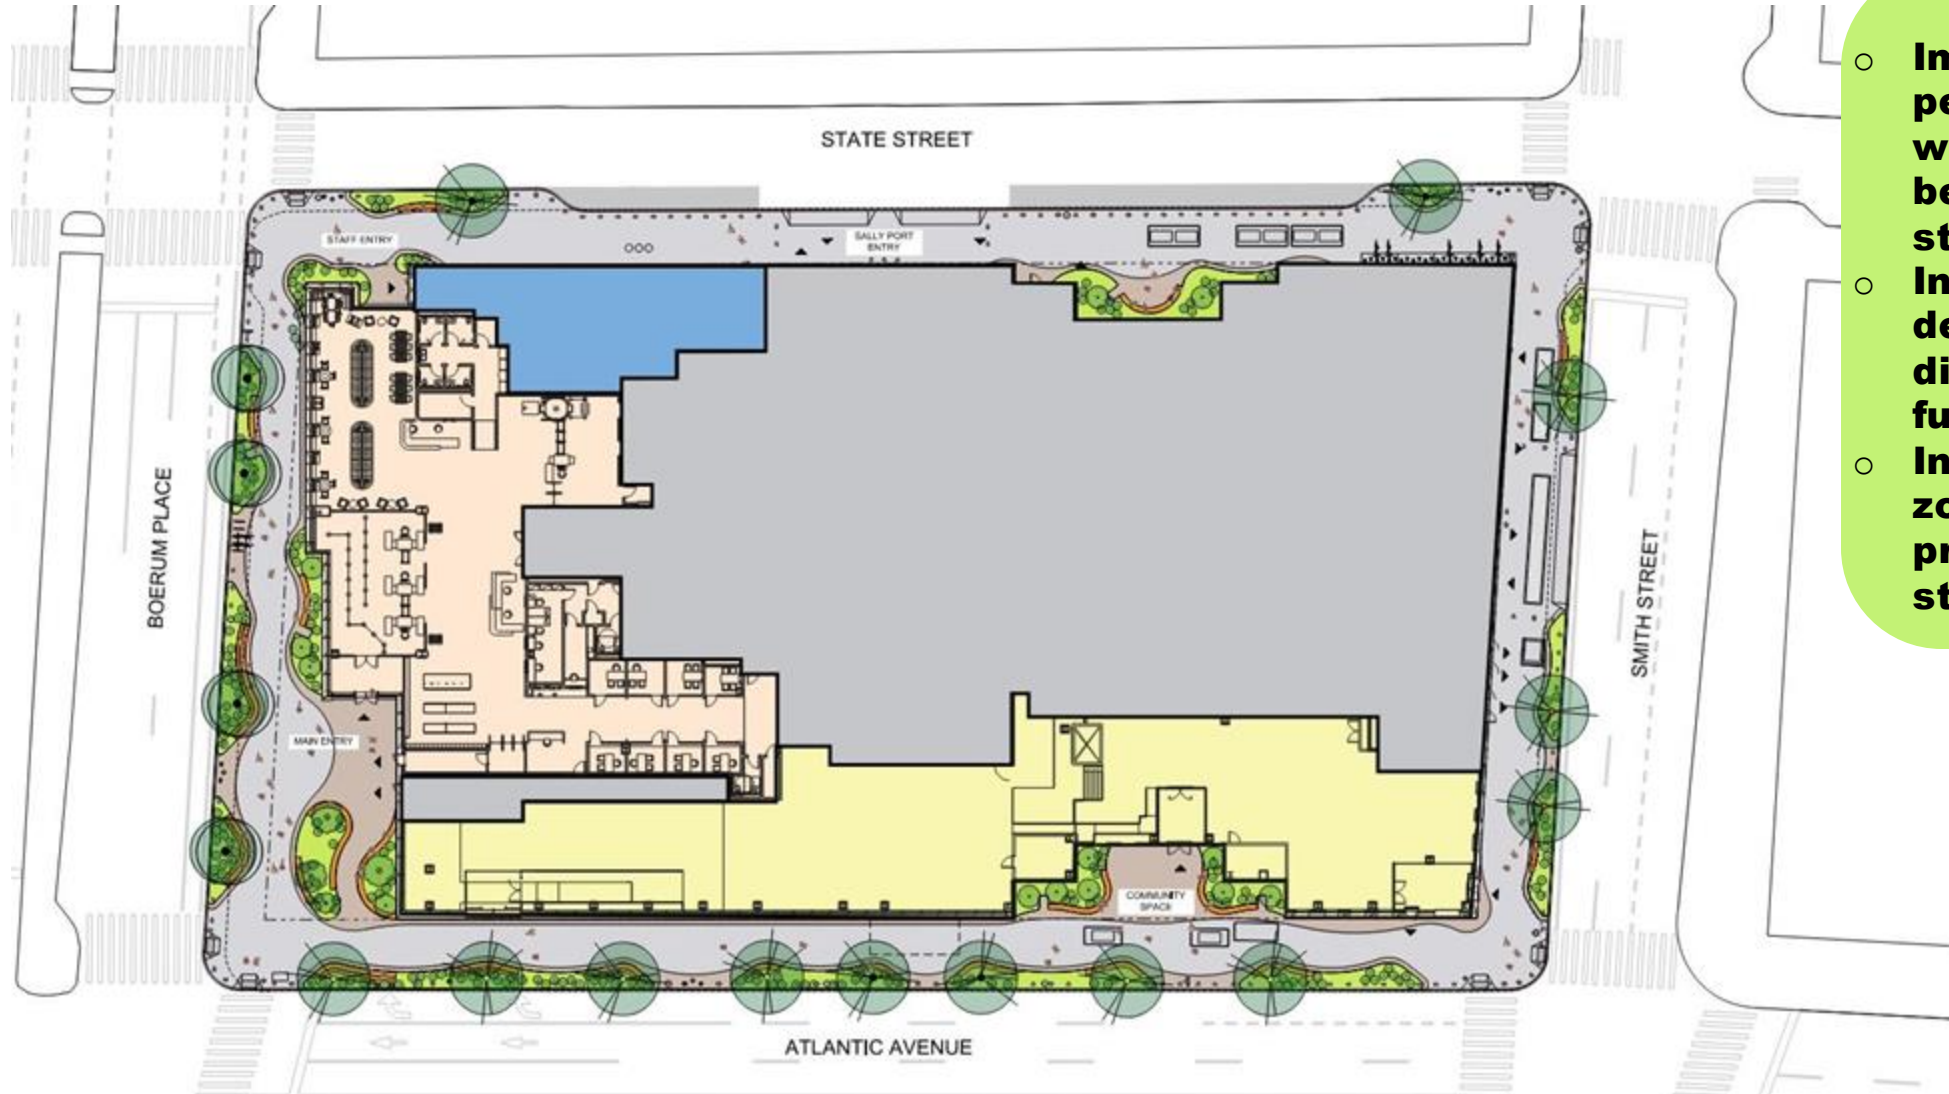 STATE STREET
STAFF ENTRY
SALLY PORT
ENTRY
BOERUM PLACE
SMITH STREET
MAIN ENTRY
COMMUNITY
SPACE
ATLANTIC AVENUE
In
pe
w
be
st
In
de
di
fu
In
zo
pr
st